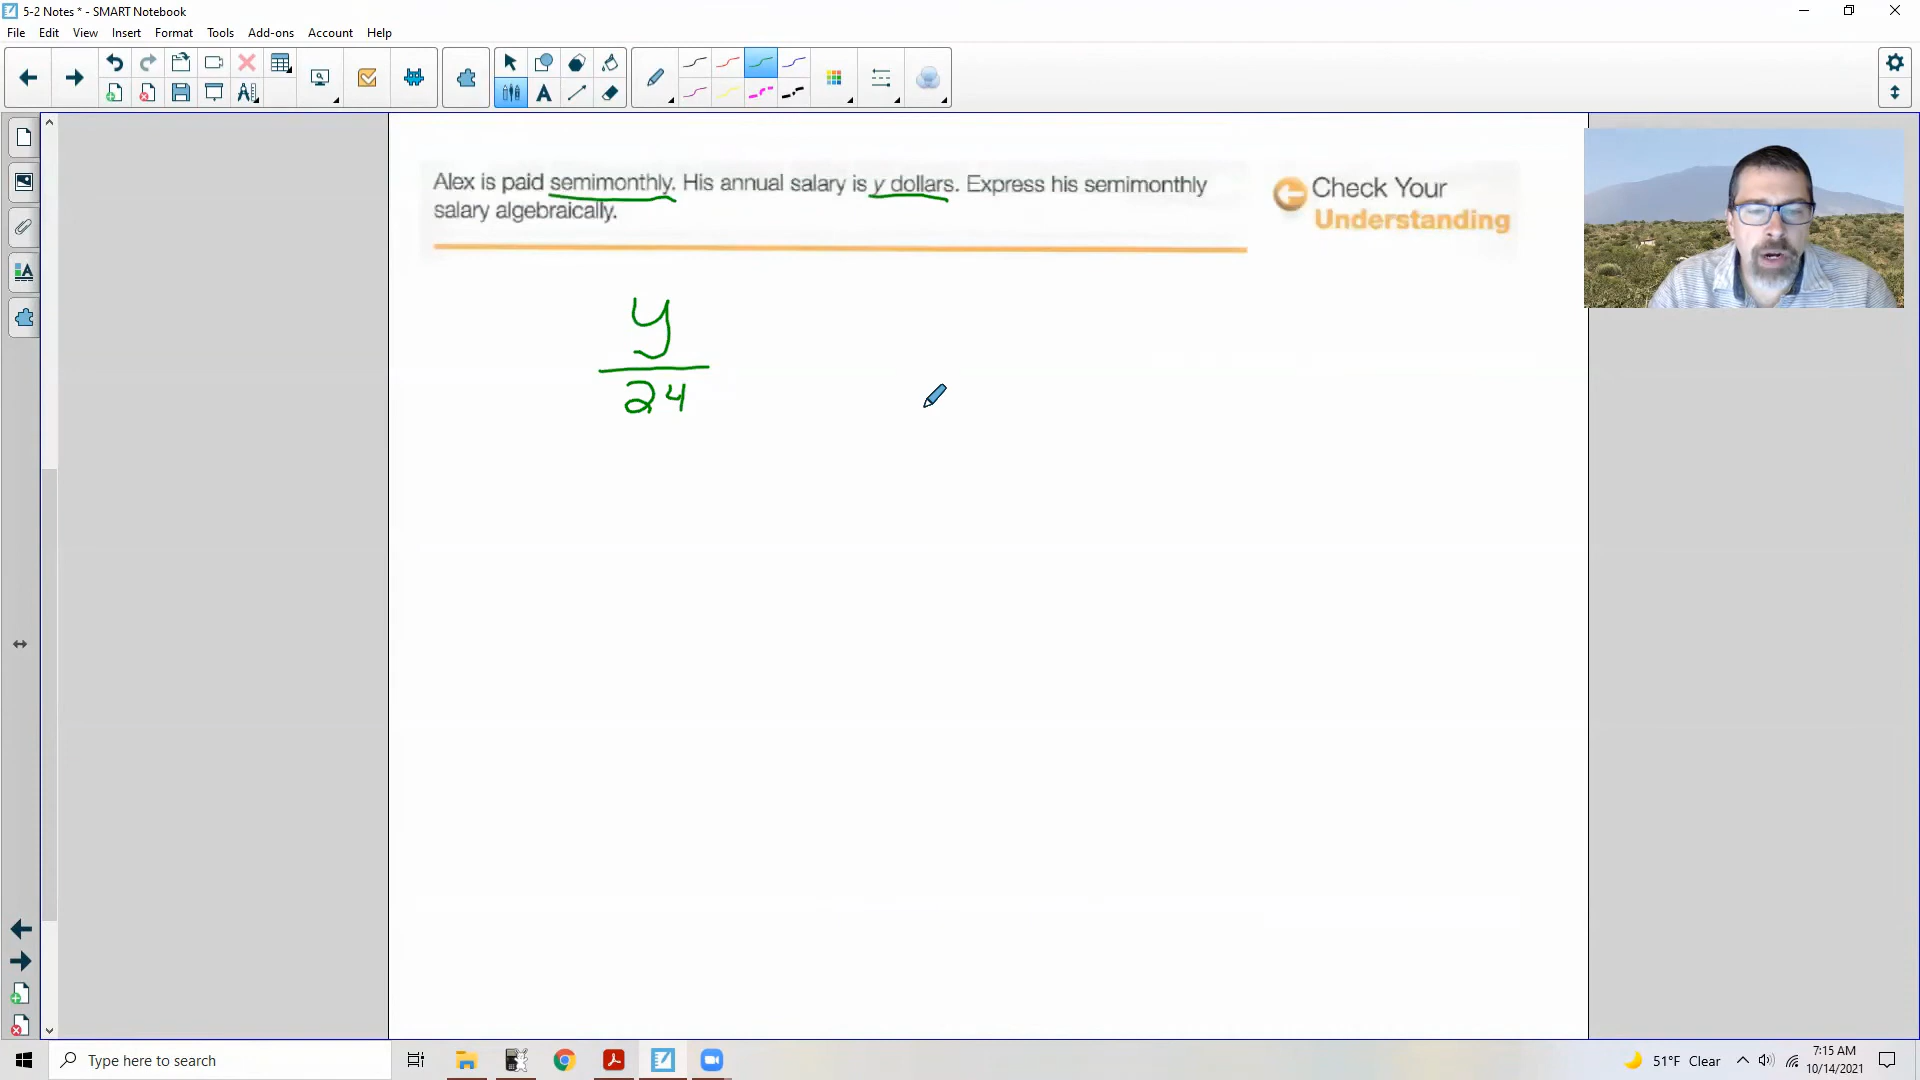 5-2 Notes * - SMART Notebook
File Edit View Insert Format Tools Add-ons Account Help
Alex is paid semimonthly. His annual salary is y dollars. Express his semimonthly
salary algebraically.
Check Your
Understanding
y
24
Type here to search
51°F Clear
7:15 AM
10/14/2021